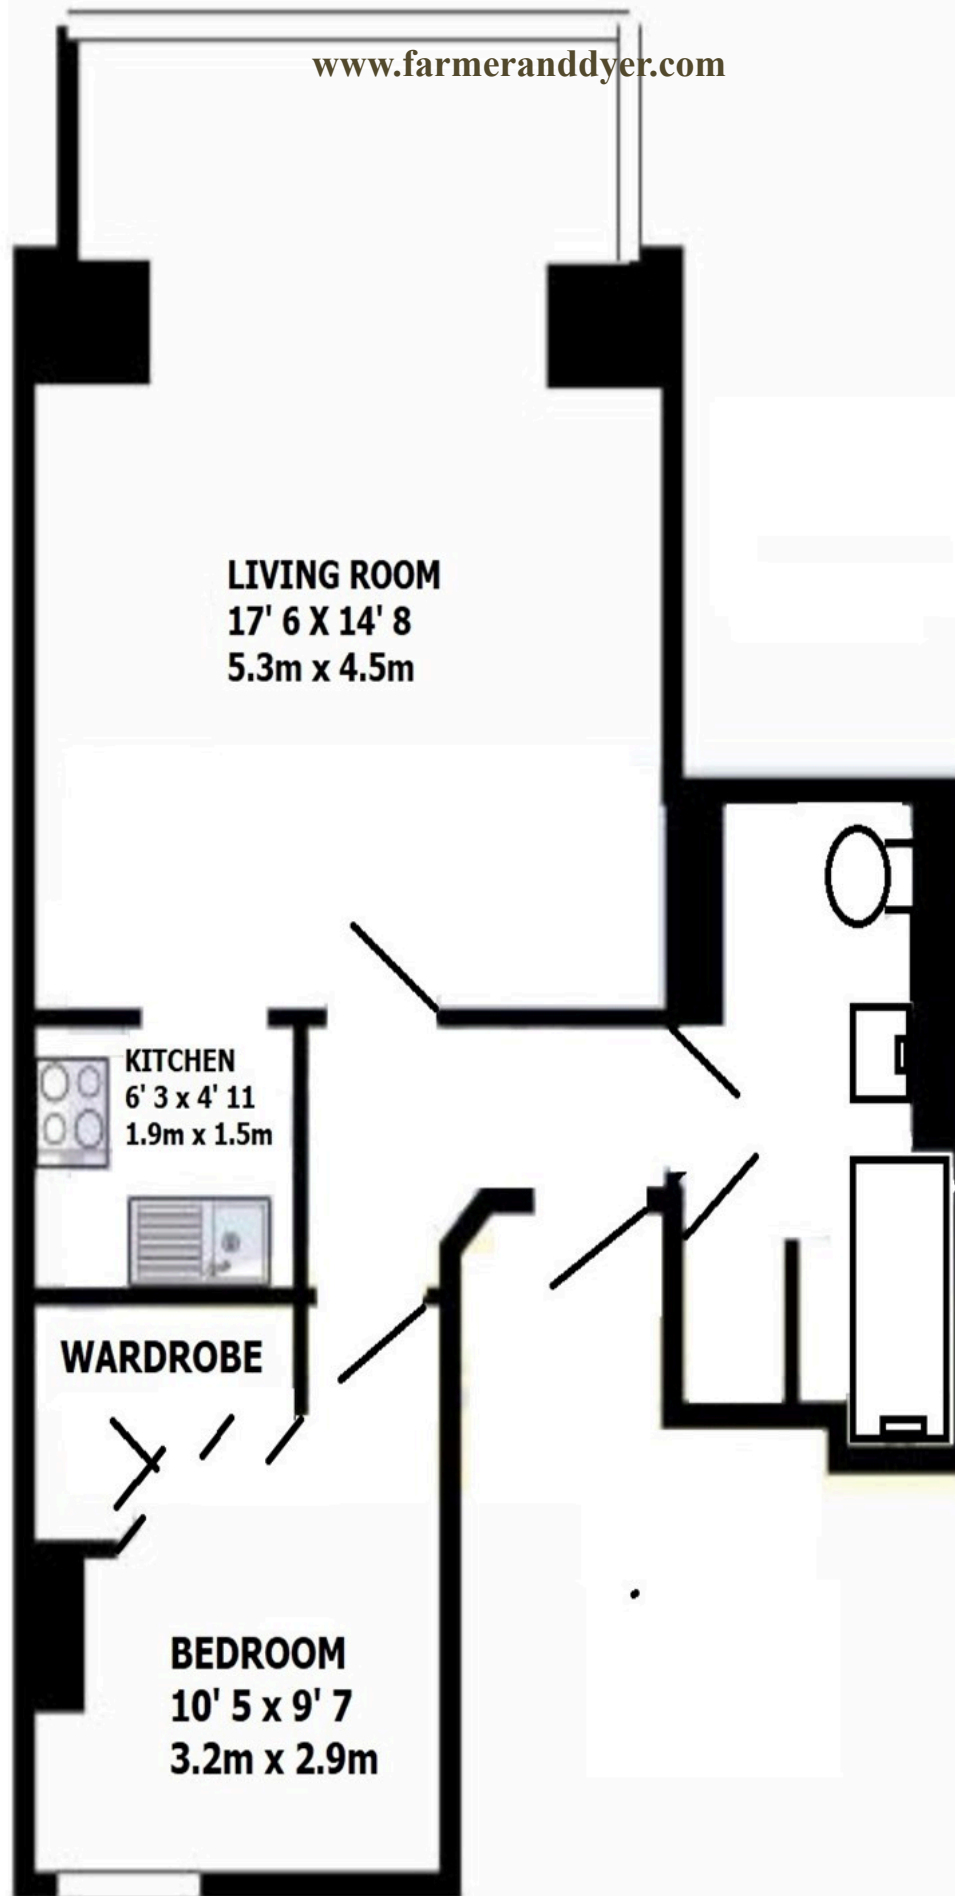 www.farmeranddyer.com
LIVING ROOM
17' 6 X 14' 8
5.3m x 4.5m
KITCHEN
6' 3 x 4' 11
1.9m x 1.5m
WARDROBE
BEDROOM
10' 5 x 9' 7
3.2m x 2.9m